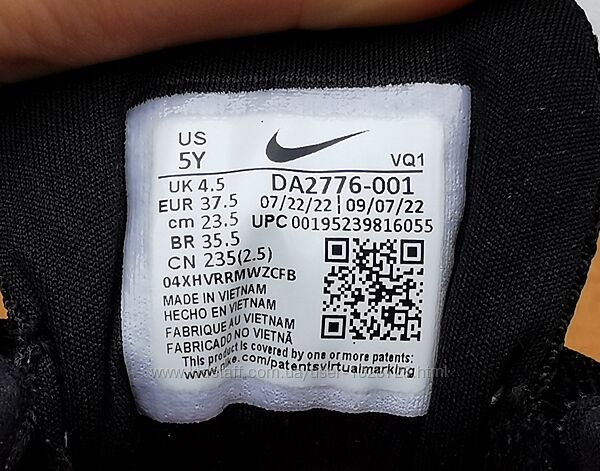 US
5Y
VQ1
UK 4.5
DA2776-001
EUR 37.5
07/22/22 | 09/07/22
cm 23.5
UPC 00195239816055
BR 35.5
CN 235(2.5)
04XHVRRMWZCFB
MADE IN VIETNAM
HECHO EN VIETNAM
FABRIQUE AU VIETNAM
FABRICADO NO VIETNÃ
This product is covered by one or more patents:
www.nike.com/patentsvirtualmarking